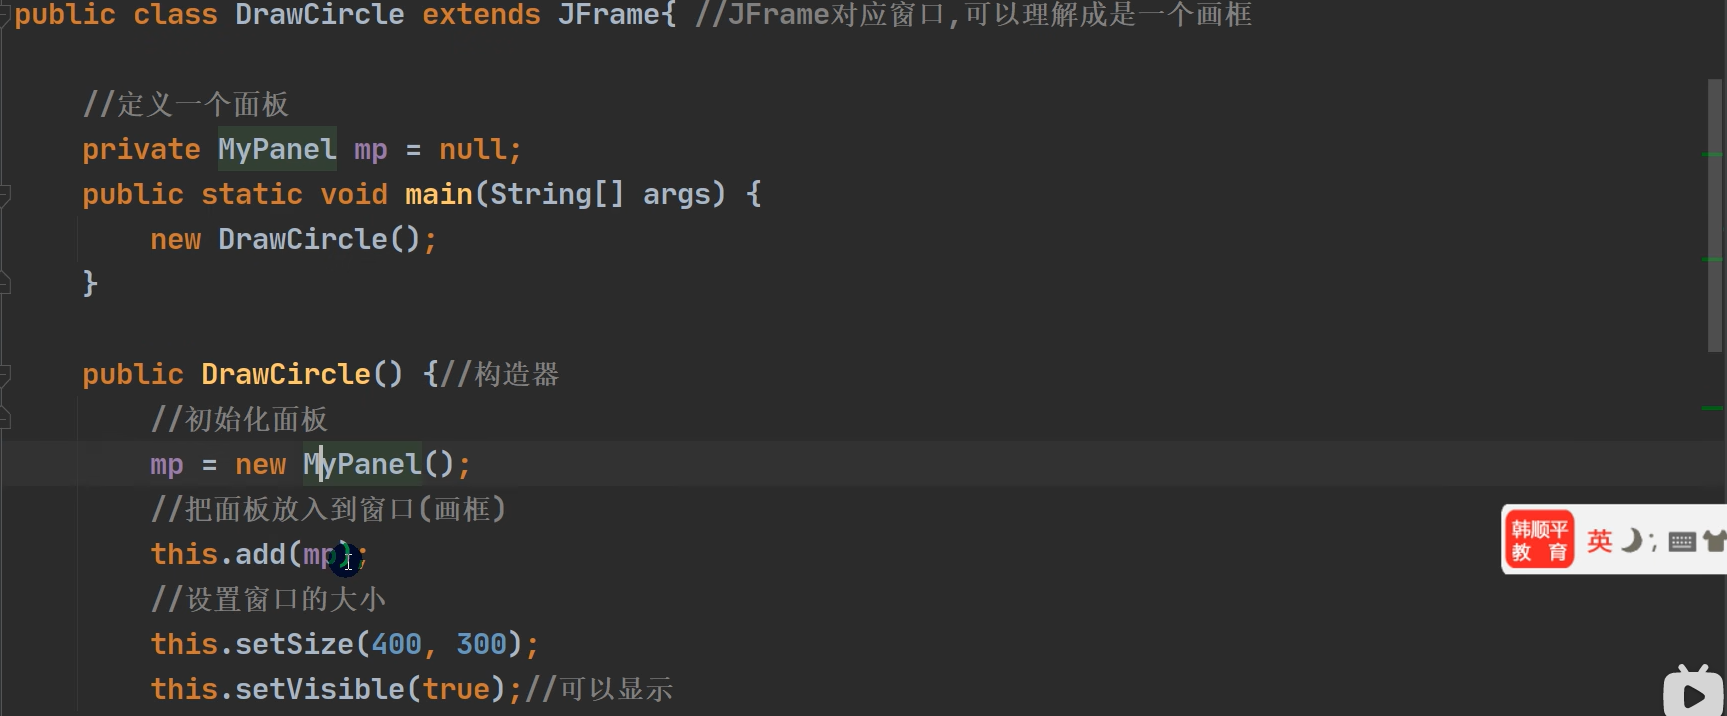 public class DrawCircle extends JFrame{ //JFrame对应窗口,可以理解成是一个画框
//定义一个面板
private MyPanel mp = null;
public static void main(String[] args) {
new DrawCircle();
}
public DrawCircle() {//构造器
//初始化面板
mp = new MyPanel();
//把面板放入到窗口(画框)
this.add(mp);
//设置窗口的大小
this.setSize(400, 300);
this.setVisible(true);//可以显示
韩顺平
教 育
英